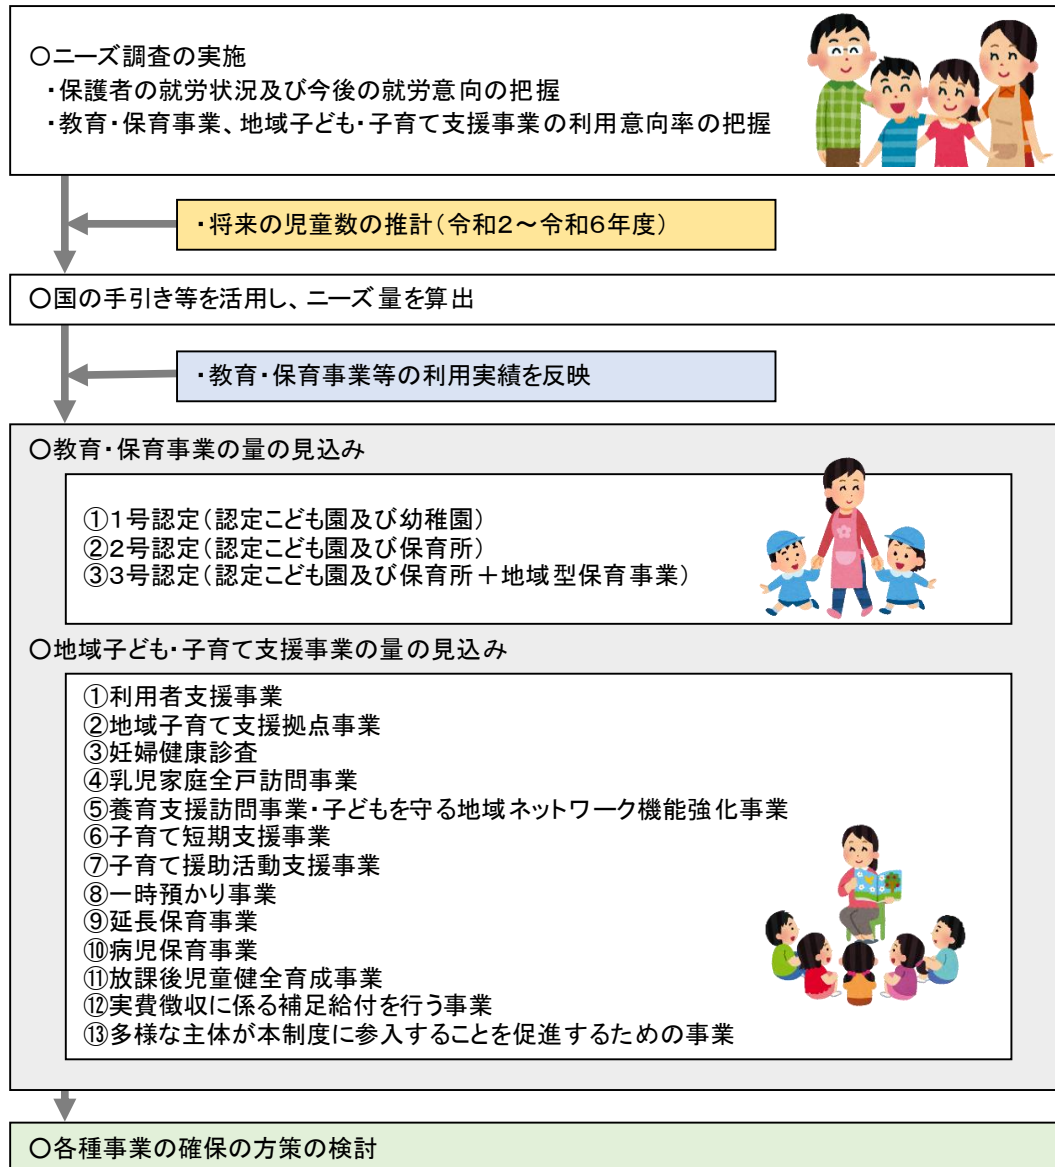 〇ニーズ調査の実施
・保護者の就労状況及び今後の就労意向の把握
・教育・保育事業、地域子ども・子育て支援事業の利用意向率の把握
・将来の児童数の推計（令和２～令和６年度）
〇国の手引き等を活用し、ニーズ量を算出
・教育・保育事業等の利用実績を反映
〇教育・保育事業の量の見込み
①１号認定（認定こども園及び幼稚園）
②２号認定（認定こども園及び保育所）
③３号認定（認定こども園及び保育所＋地域型保育事業）
〇地域子ども・子育て支援事業の量の見込み
①利用者支援事業
②地域子育て支援拠点事業
③妊婦健康診査
④乳児家庭全戸訪問事業
⑤養育支援訪問事業・子どもを守る地域ネットワーク機能強化事業
⑥子育て短期支援事業
⑦子育て援助活動支援事業
⑧一時預かり事業
⑨延長保育事業
⑩病児保育事業
⑪放課後児童健全育成事業
⑫実費徴収に係る補足給付を行う事業
⑬多様な主体が本制度に参入することを促進するための事業
〇各種事業の確保の方策の検討